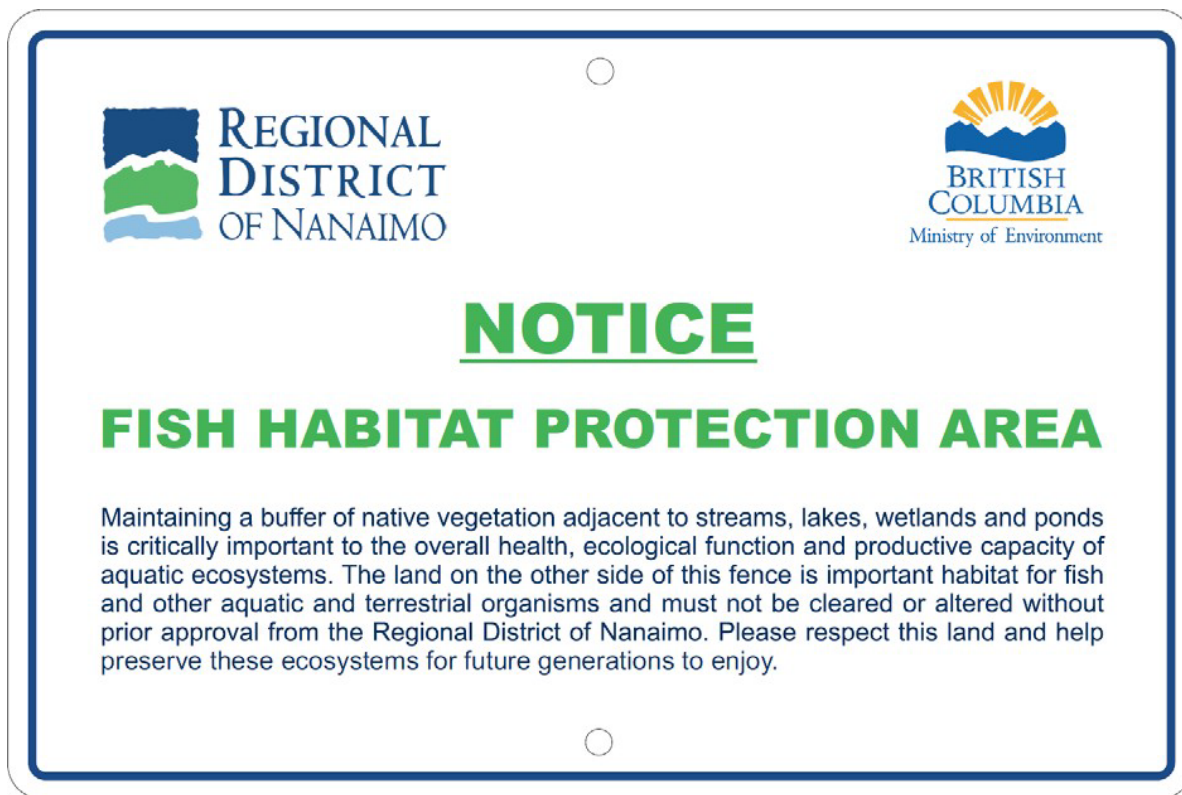 REGIONAL
DISTRICT
OF NANAIMO
BRITISH
COLUMBIA
Ministry of Environment
NOTICE
FISH HABITAT PROTECTION AREA
Maintaining a buffer of native vegetation adjacent to streams, lakes, wetlands and ponds
is critically important to the overall health, ecological function and productive capacity of
aquatic ecosystems. The land on the other side of this fence is important habitat for fish
and other aquatic and terrestrial organisms and must not be cleared or altered without
prior approval from the Regional District of Nanaimo. Please respect this land and help
preserve these ecosystems for future generations to enjoy.